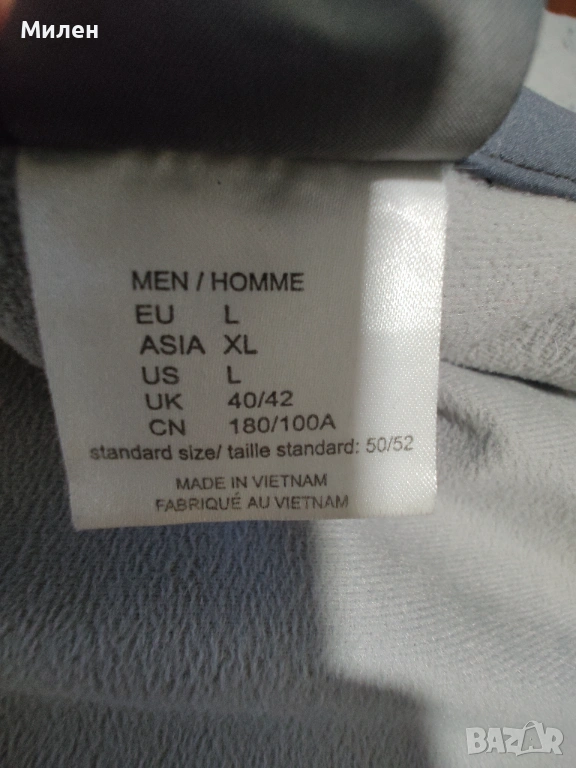 Милен
MEN / HOMME
EU L
ASIA XL
US L
UK 40/42
CN 180/100A
standard size/ taille standard: 50/52
MADE IN VIETNAM
FABRIQUÉ AU VIETNAM
BAZAR